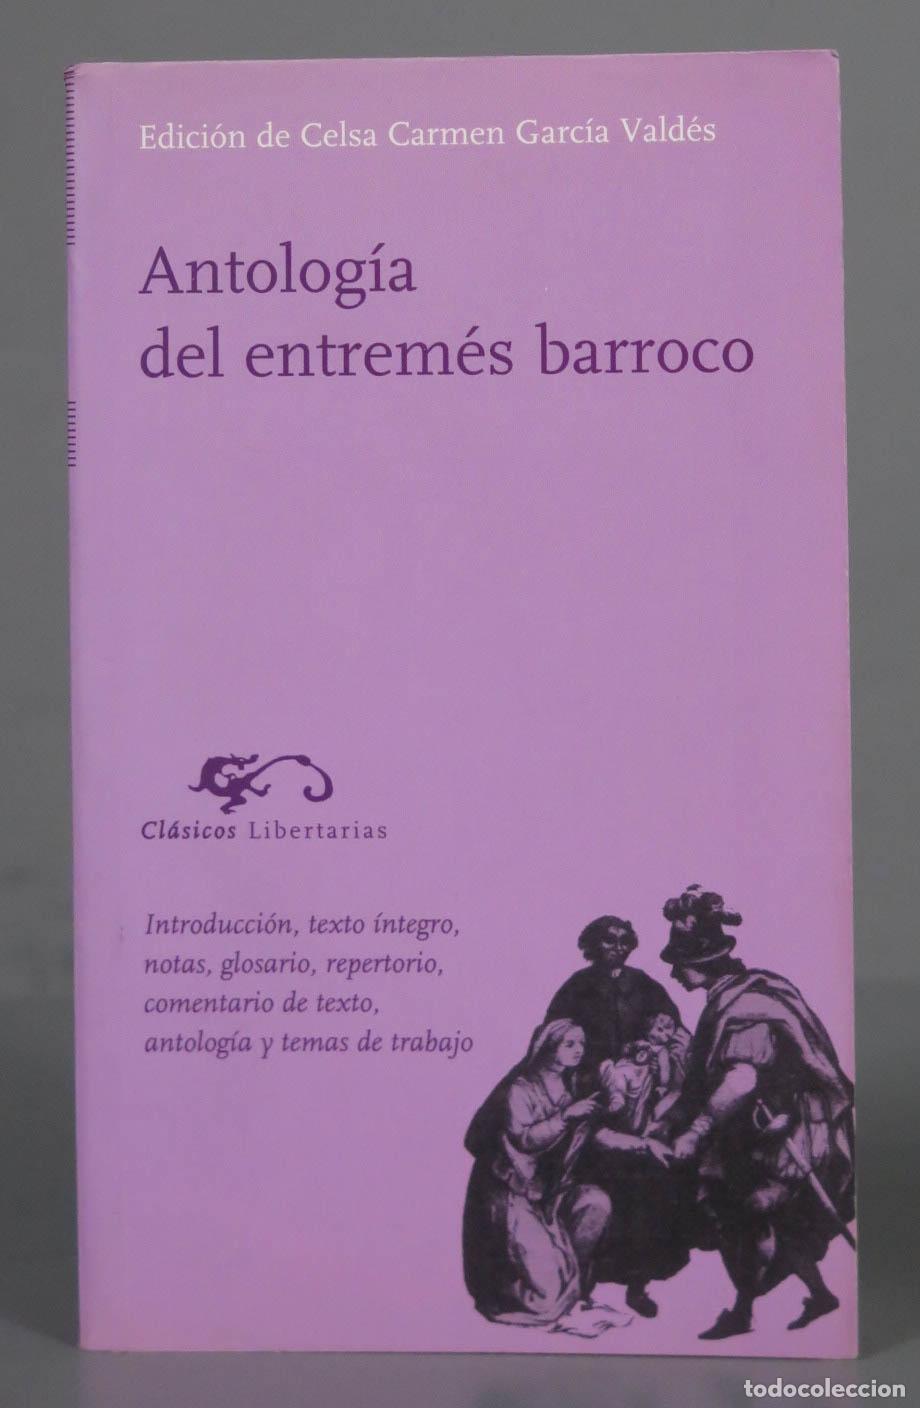 Edición de Celsa Carmen García Valdés
Antología
del entremés barroco
Clásicos Libertarias
Introducción, texto íntegro,
notas, glosario, repertorio,
comentario de texto,
antología y temas de trabajo
todocoleccion